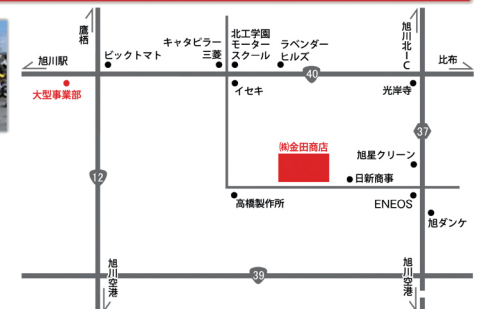 鷹栖
旭川北IC
旭川駅
ビックトマト
キャタピラー
三菱
北工学園
モーター
スクール
ラベンダー
ヒルズ
比布
40
大型事業部
イセキ
光岸寺
37
㈱金田商店
旭星クリーン
12
日新商事
高橋製作所
ENEOS
旭ダンケ
旭川空港
39
旭川空港